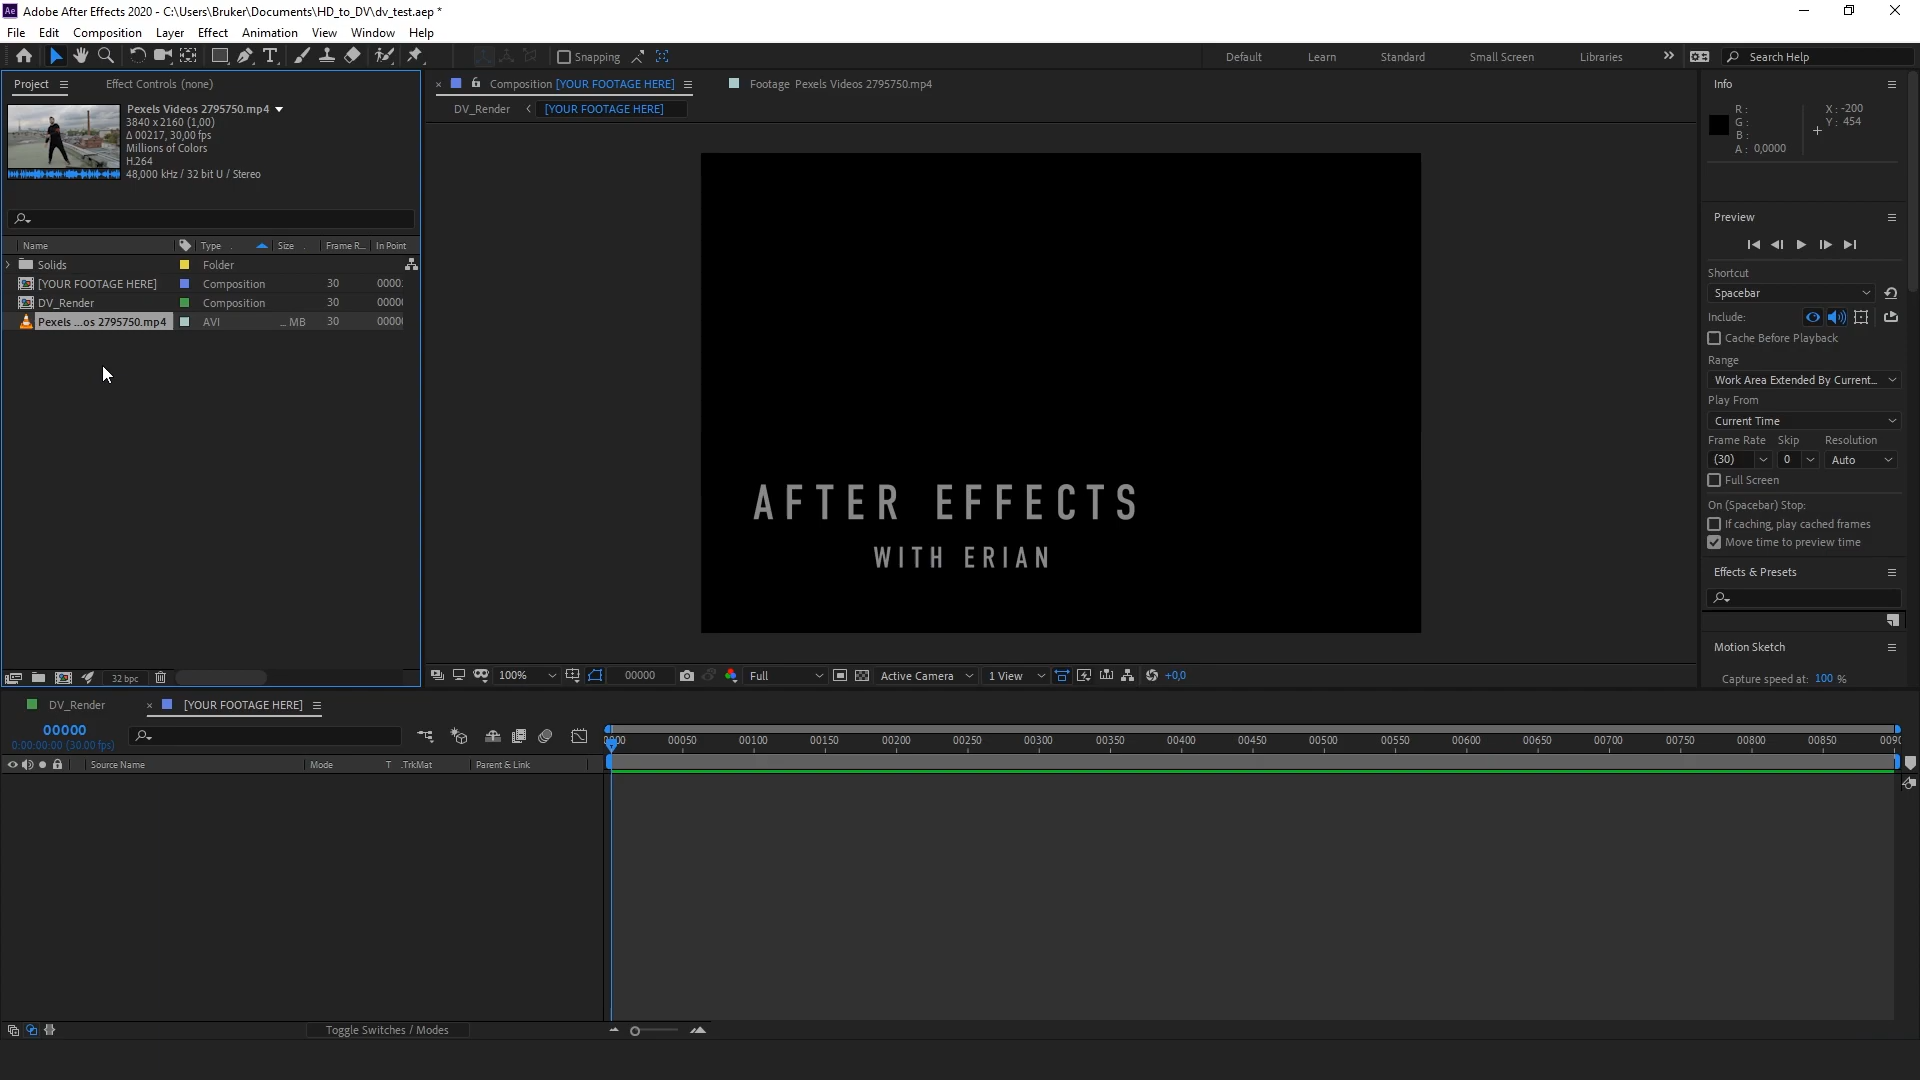 Adobe After Effects 2020 - C:\Users\Bruker\Documents\HD_to_DV\dv_test.aep *
File Edit Composition Layer Effect Animation View Window Help
Snapping
Default Learn Standard Small Screen Libraries
Search Help
Project Effect Controls (none)
Pexels Videos 2795750.mp4
3840 x 2160 (1,00)
Δ 00217, 30,00 fps
Millions of Colors
H.264
48,000 kHz / 32 bit U / Stereo
Name Type Size Frame R... In Point
Solids Folder
[YOUR FOOTAGE HERE] Composition 30
DV_Render Composition 30
Pexels ...os 2795750.mp4 AVI ... MB 30
32 bpc
Composition [YOUR FOOTAGE HERE]
Footage Pexels Videos 2795750.mp4
DV_Render < [YOUR FOOTAGE HERE]
AFTER EFFECTS
WITH ERIAN
100% 00000 Full Active Camera 1 View +0,0
Info
R:
G:
B:
A: 0,0000
X: -200
Y: 454
Preview
Shortcut
Spacebar
Include:
Cache Before Playback
Range
Work Area Extended By Current...
Play From
Current Time
Frame Rate Skip Resolution
(30) 0 Auto
Full Screen
On (Spacebar) Stop:
If caching, play cached frames
Move time to preview time
Effects & Presets
Motion Sketch
Capture speed at: 100 %
DV_Render × [YOUR FOOTAGE HERE]
00000
0:00:00:00 (30.00 fps)
Source Name Mode T .TrkMat Parent & Link
00050 00100 00150 00200 00250 00300 00350 00400 00450 00500 00550 00600 00650 00700 00750 00800 00850
Toggle Switches / Modes